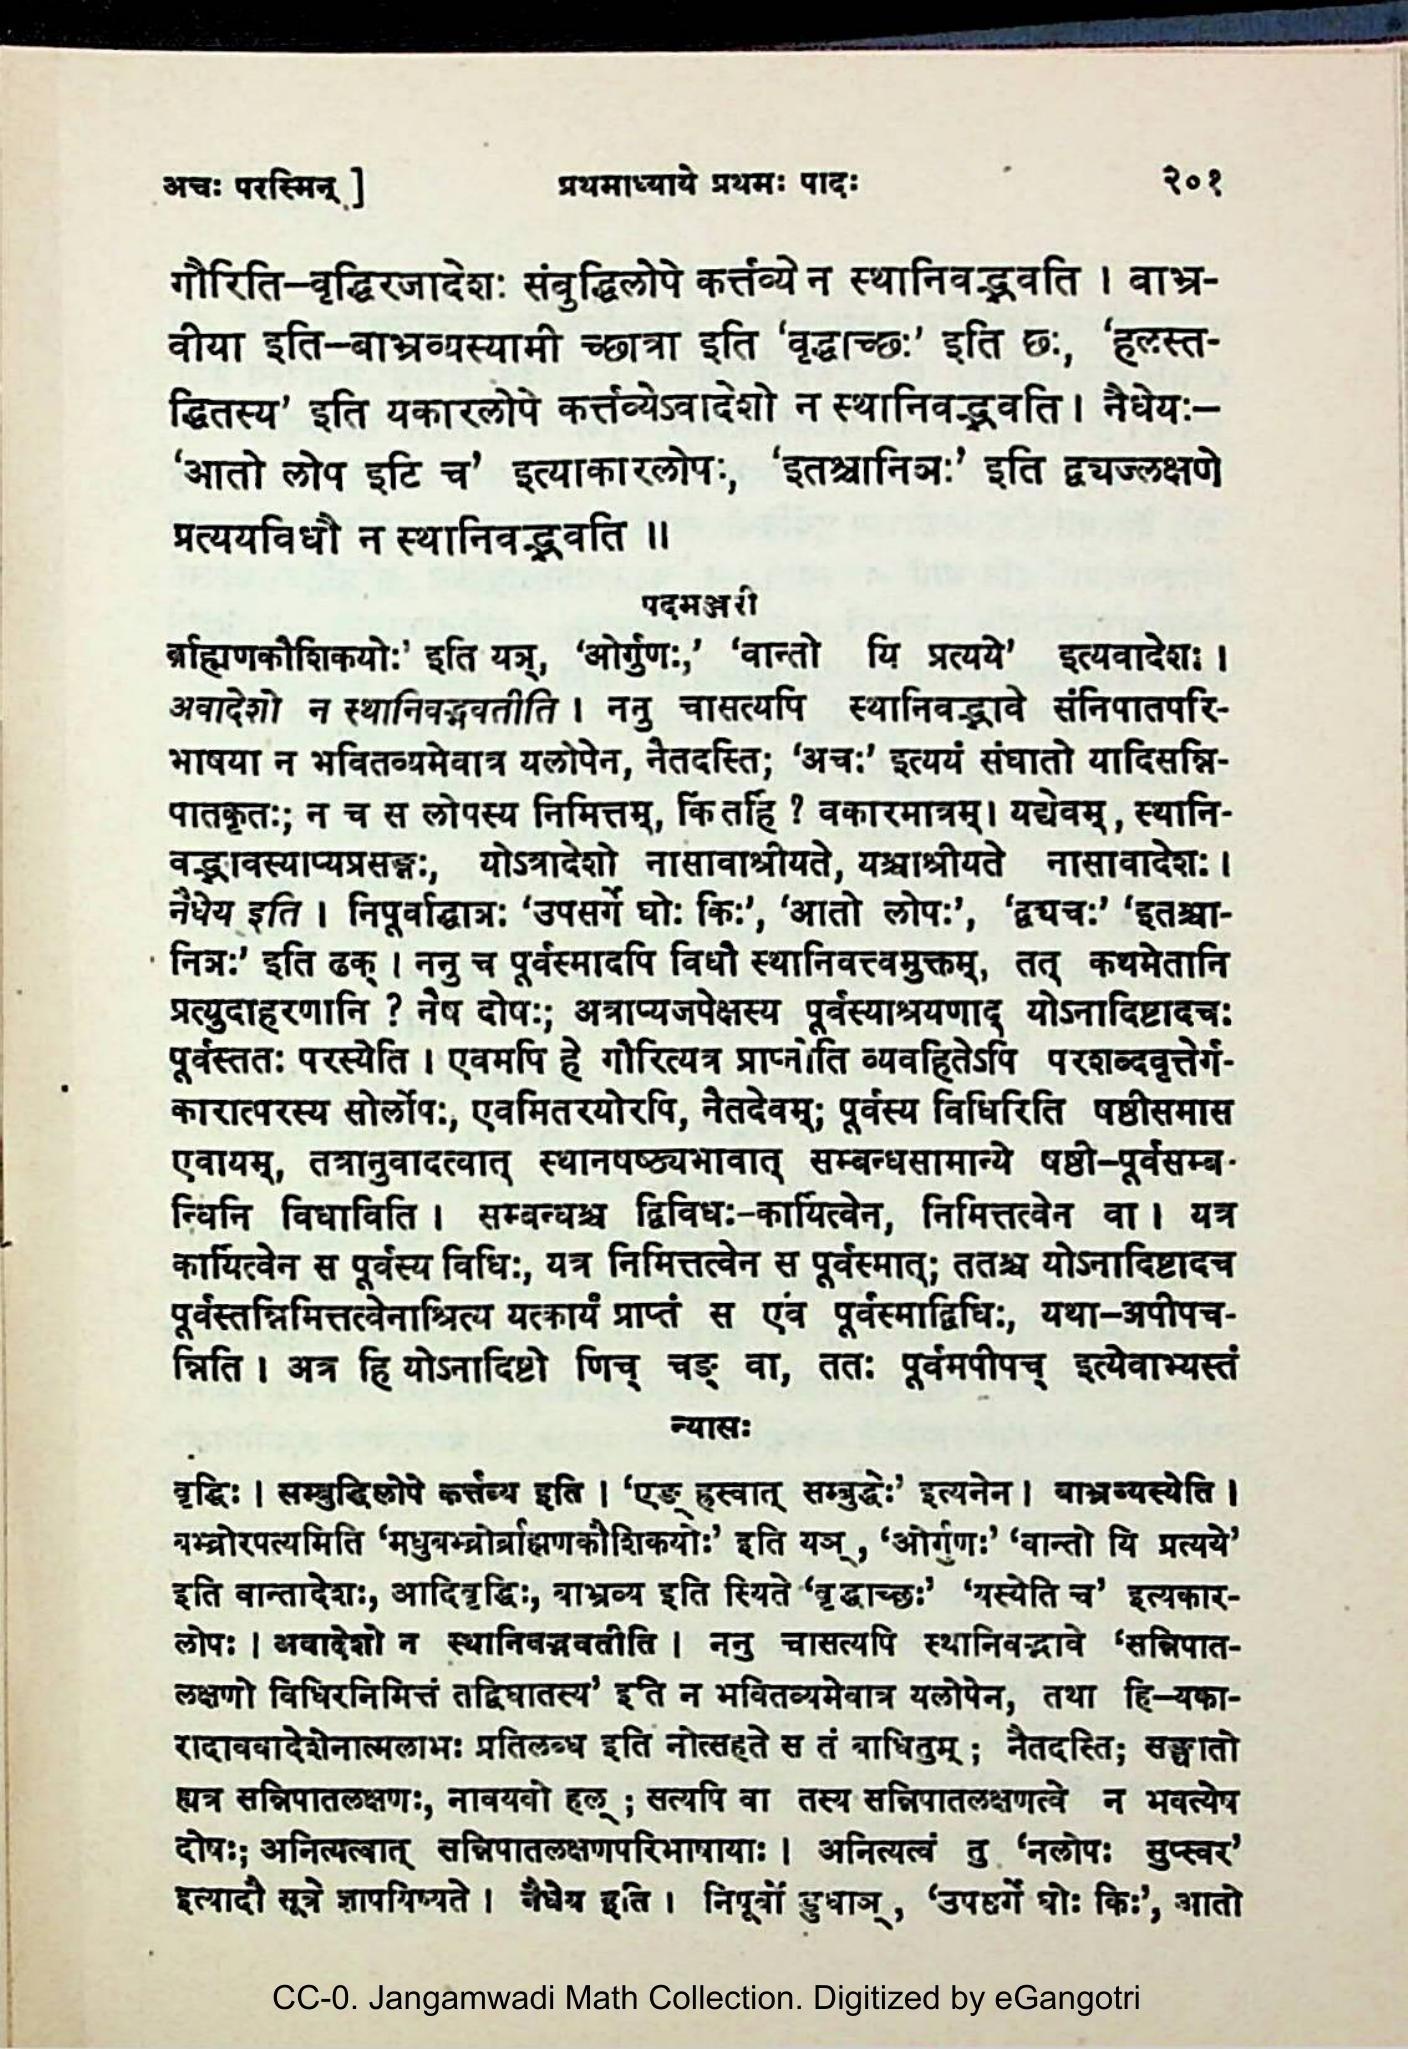 अचः परस्मिन् ]
प्रथमाध्याये प्रथमः पादः
२०१
गौरिति—वृद्धिरजादेशः संबुद्धिलोपे कर्त्तव्ये न स्थानिवद्भवति । वाभ्र-
वीया इति—बाभ्रव्यस्यामी च्छात्रा इति ‘वृद्धाच्छः’ इति छः, ‘हलस्त-
द्धितस्य’ इति यकारलोपे कर्त्तव्येऽवादेशो न स्थानिवद्भवति । नैधेयः—
‘आतो लोप इटि च’ इत्याकारलोपः, ‘इतश्चानिञः’ इति द्व्यज्लक्षणे
प्रत्ययविधौ न स्थानिवद्भवति ॥
पदमञ्जरी
र्ब्राह्मणकौशिकयोः’ इति यञ्, ‘ओर्गुणः,’ ‘वान्तो यि प्रत्यये’ इत्यवादेशः ।
अवादेशो न स्थानिवद्भवतीति । ननु चासत्यपि स्थानिवद्भावे संनिपातपरि-
भाषया न भवितव्यमेवात्र यलोपेन, नैतदस्ति; ‘अचः’ इत्ययं संघातो यादिसन्नि-
पातकृतः; न च स लोपस्य निमित्तम्, किं तर्हि ? वकारमात्रम् । यद्येवम्, स्थानि-
वद्भावस्याप्यप्रसङ्गः, योऽत्रादेशो नासावाश्रीयते, यश्चाश्रीयते नासावादेशः ।
नैधेय इति । निपूर्वाद्धाञः ‘उपसर्गे घोः किः’, ‘आतो लोपः’, ‘द्व्यचः’ ‘इतश्चा-
निञः’ इति ढक् । ननु च पूर्वस्मादपि विधौ स्थानिवत्त्वमुक्तम्, तत् कथमेतानि
प्रत्युदाहरणानि ? नैष दोषः; अत्राप्यजपेक्षस्य पूर्वस्याश्रयणाद् योऽनादिष्टादचः
पूर्वस्ततः परस्येति । एवमपि हे गौरित्यत्र प्राप्नोति व्यवहितेऽपि परशब्दवृत्तेर्ग-
कारात्परस्य सोर्लोपः, एवमितरयोरपि, नैतदेवम्; पूर्वस्य विधिरिति षष्ठीसमास
एवायम्, तत्रानुवादत्वात् स्थानषष्ठ्यभावात् सम्बन्धसामान्ये षष्ठी—पूर्वसम्ब-
न्धिनि विधाविति । सम्बन्धश्च द्विविधः—कार्यित्वेन, निमित्तत्वेन वा । यत्र
कार्यित्वेन स पूर्वस्य विधिः, यत्र निमित्तत्वेन स पूर्वस्मात्; ततश्च योऽनादिष्टादच
पूर्वस्तन्निमित्तत्वेनाश्रित्य यत्कार्यं प्राप्तं स एव पूर्वस्माद्विधिः, यथा—अपीपच-
न्निति । अत्र हि योऽनादिष्टो णिच् चङ् वा, ततः पूर्वमपीपच् इत्येवाभ्यस्तं
न्यासः
वृद्धिः । सम्बुद्धिलोपे कर्त्तव्य इति । ‘एङ् ह्रस्वात् सम्बुद्धेः’ इत्यनेन । बाभ्रव्यस्येति ।
बभ्रोरपत्यमिति ‘मधुबभ्र्वोर्ब्राह्मणकौशिकयोः’ इति यञ्, ‘ओर्गुणः’ ‘वान्तो यि प्रत्यये’
इति वान्तादेशः, आदिवृद्धिः, बाभ्रव्य इति स्थिते ‘वृद्धाच्छः’ ‘यस्येति च’ इत्यकार-
लोपः । अवादेशो न स्थानिवद्भवतीति । ननु चासत्यपि स्थानिवद्भावे ‘सन्निपात-
लक्षणो विधिरनिमित्तं तद्विघातस्य’ इति न भवितव्यमेवात्र यलोपेन, तथा हि—यका-
रादाववादेशेनात्मलाभः प्रतिलब्ध इति नोत्सहते स तं बाधितुम् ; नैतदस्ति; सङ्घातो
ह्यत्र सन्निपातलक्षणः, नावयवो हल् ; सत्यपि वा तस्य सन्निपातलक्षणत्वे न भवत्येष
दोषः; अनित्यत्वात् सन्निपातलक्षणपरिभाषायाः । अनित्यत्वं तु ‘नलोपः सुप्स्वर’
इत्यादौ सूत्रे ज्ञापयिष्यते । नैधेय इति । निपूर्वो डुधाञ् , ‘उपसर्गे घोः किः’, आतो
CC-0. Jangamwadi Math Collection. Digitized by eGangotri